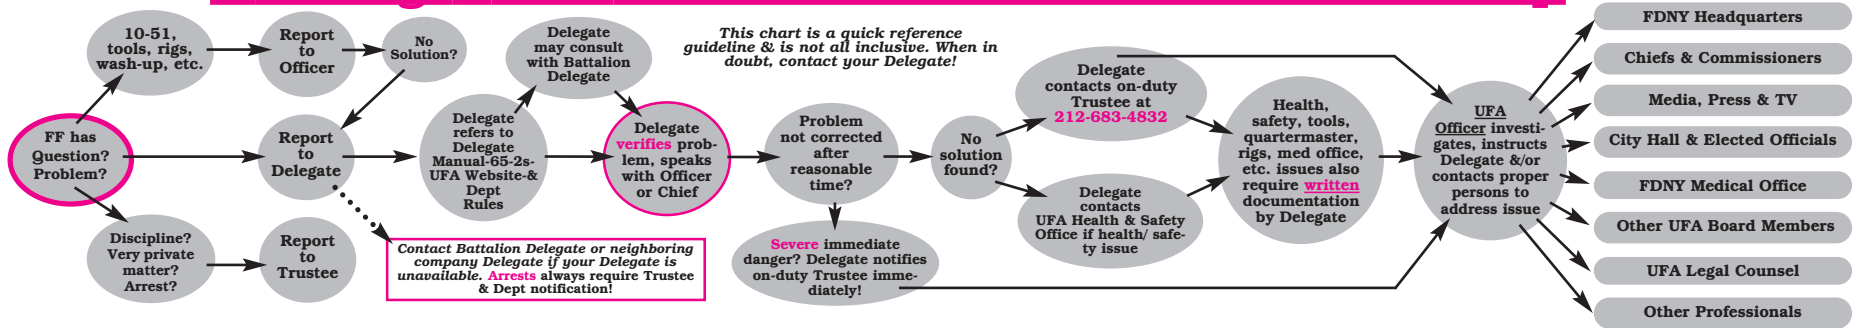 10-51,
tools, rigs,
wash-up, etc.
Report
to
Officer
No
Solution?
Delegate
may consult
with Battalion
Delegate
This chart is a quick reference
guideline & is not all inclusive. When in
doubt, contact your Delegate!
FF has
Question?
Problem?
Report
to
Delegate
Delegate
refers to
Delegate
Manual-65-2s-
UFA Website-&
Dept
Rules
Delegate
verifies prob-
lem, speaks
with Officer
or Chief
Problem
not corrected
after
reasonable
time?
No
solution
found?
Delegate
contacts on-duty
Trustee at
212-683-4832
Delegate
contacts
UFA Health & Safety
Office if health/ safe-
ty issue
Health,
safety, tools,
quartermaster,
rigs, med office,
etc. issues also
require written
documentation
by Delegate
UFA
Officer investi-
gates, instructs
Delegate &/or
contacts proper
persons to
address issue
Discipline?
Very private
matter?
Arrest?
Report
to
Trustee
Contact Battalion Delegate or neighboring
company Delegate if your Delegate is
unavailable. Arrests always require Trustee
& Dept notification!
Severe immediate
danger? Delegate notifies
on-duty Trustee imme-
diately!
FDNY Headquarters
Chiefs & Commissioners
Media, Press & TV
City Hall & Elected Officials
FDNY Medical Office
Other UFA Board Members
UFA Legal Counsel
Other Professionals